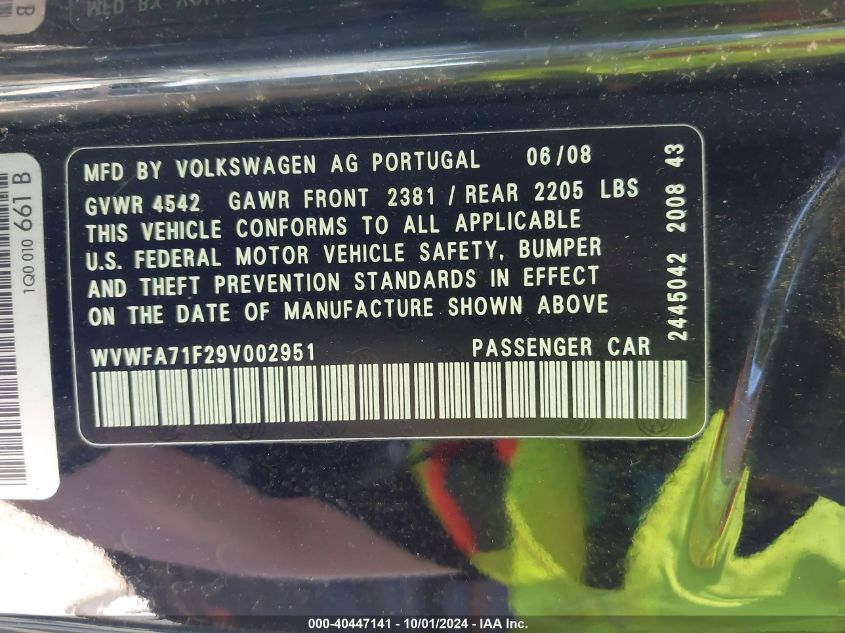 MFD BY VOLKSWAGEN AG PORTUGAL 06/08
GVWR 4542 GAWR FRONT 2381 / REAR 2205 LBS
THIS VEHICLE CONFORMS TO ALL APPLICABLE
U.S. FEDERAL MOTOR VEHICLE SAFETY, BUMPER
AND THEFT PREVENTION STANDARDS IN EFFECT
ON THE DATE OF MANUFACTURE SHOWN ABOVE
WVWFA71F29V002951 PASSENGER CAR
2445042 2008 43
1Q0 010 661 B
000-40447141 - 10/01/2024 - IAA Inc.